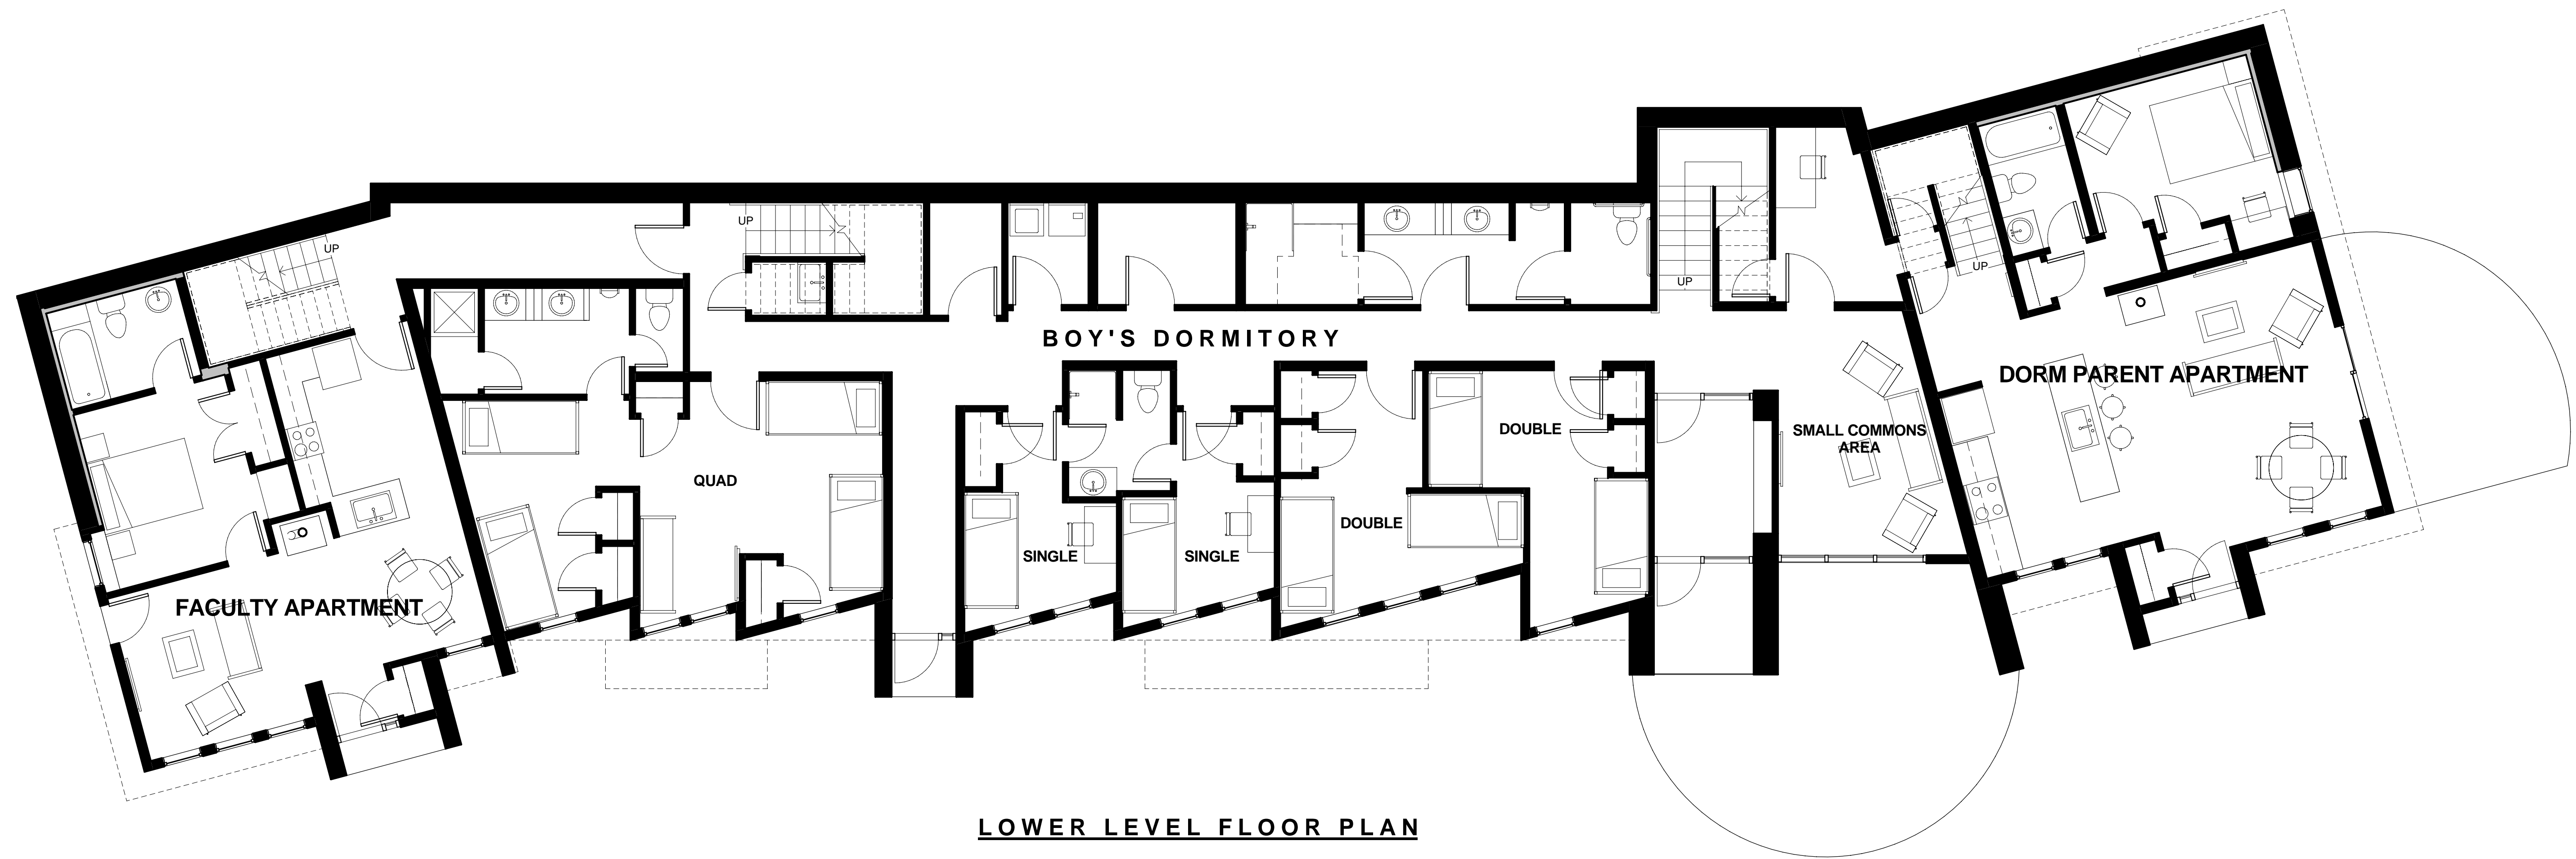 UP
UP
UP
UP
BOY'S DORMITORY
DORM PARENT APARTMENT
DOUBLE
SMALL COMMONS
AREA
QUAD
DOUBLE
SINGLE
SINGLE
FACULTY APARTMENT
LOWER LEVEL FLOOR PLAN